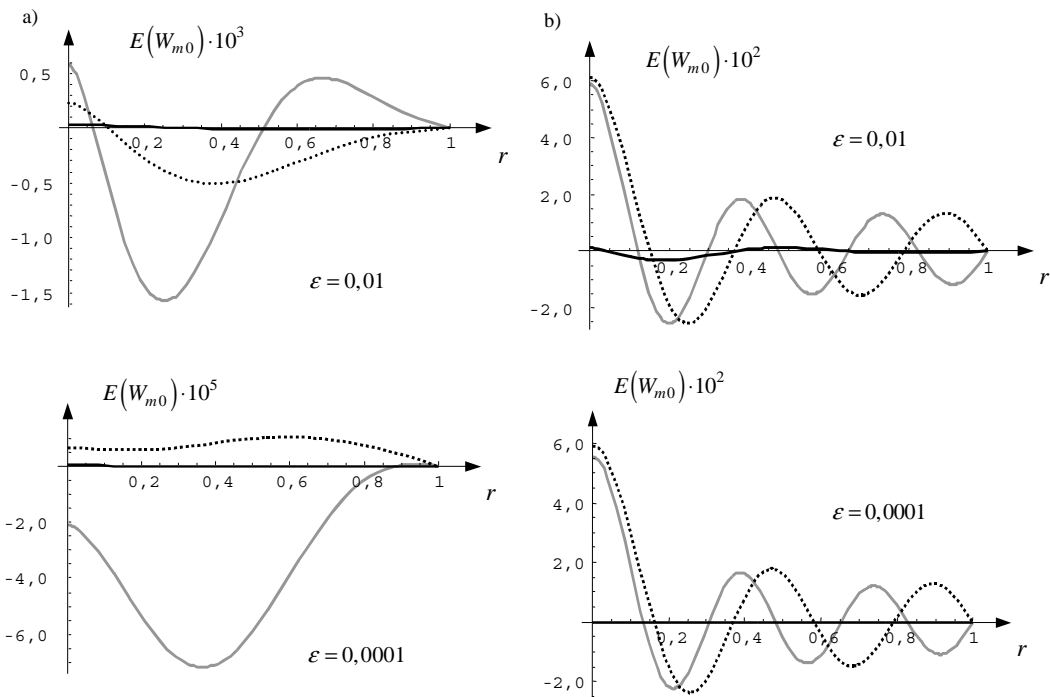 a)
E(W_{m0})·10^3
0,5
0,2 0,4 0,6 0,8 1
r
-0,5
-1,0
-1,5
ε=0,01
b)
E(W_{m0})·10^2
6,0
4,0
2,0
0,2 0,4 0,6 0,8 1
r
-2,0
ε=0,01
E(W_{m0})·10^5
0,2 0,4 0,6 0,8 1
r
-2,0
-4,0
-6,0
ε=0,0001
E(W_{m0})·10^2
6,0
4,0
2,0
0,2 0,4 0,6 0,8 1
r
-2,0
ε=0,0001